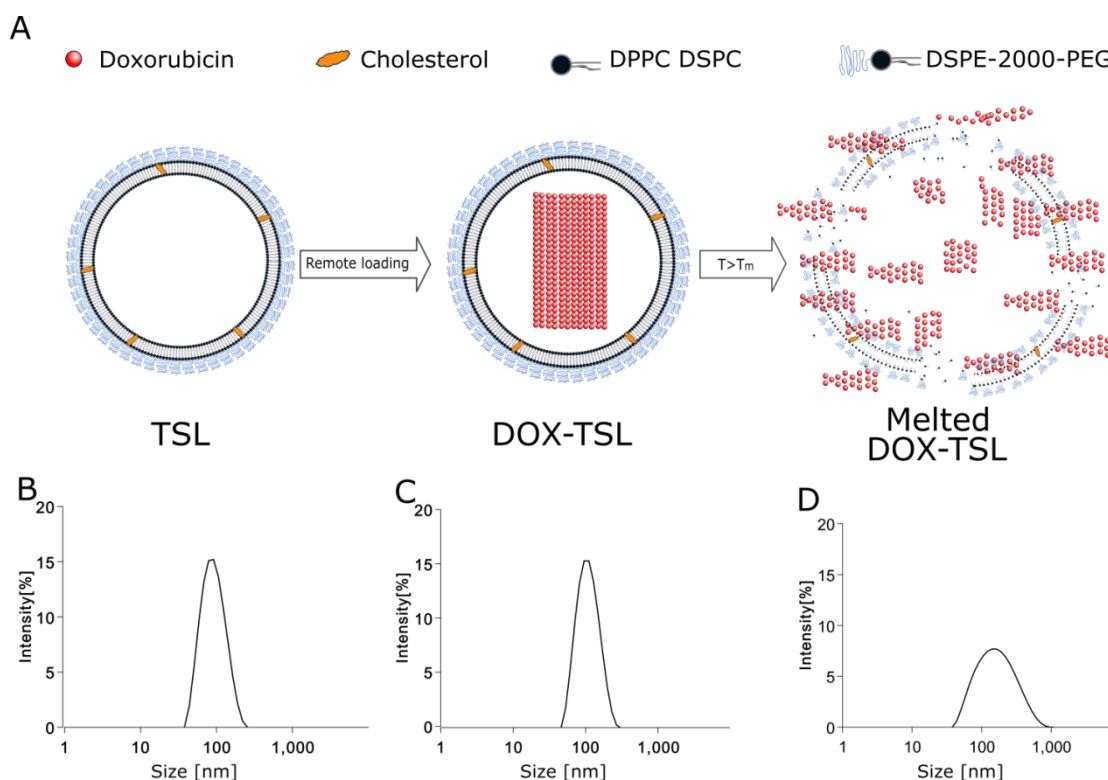 A
Doxorubicin
Cholesterol
DPPC DSPC
DSPE-2000-PEG
Remote loading
T>Tm
TSL
DOX-TSL
Melted
DOX-TSL
B
20
15
10
5
0
Intensity[%]
1 10 100 1,000
Size [nm]
C
20
15
10
5
0
Intensity[%]
1 10 100 1,000
Size [nm]
D
20
15
10
5
0
Intensity[%]
1 10 100 1,000
Size [nm]